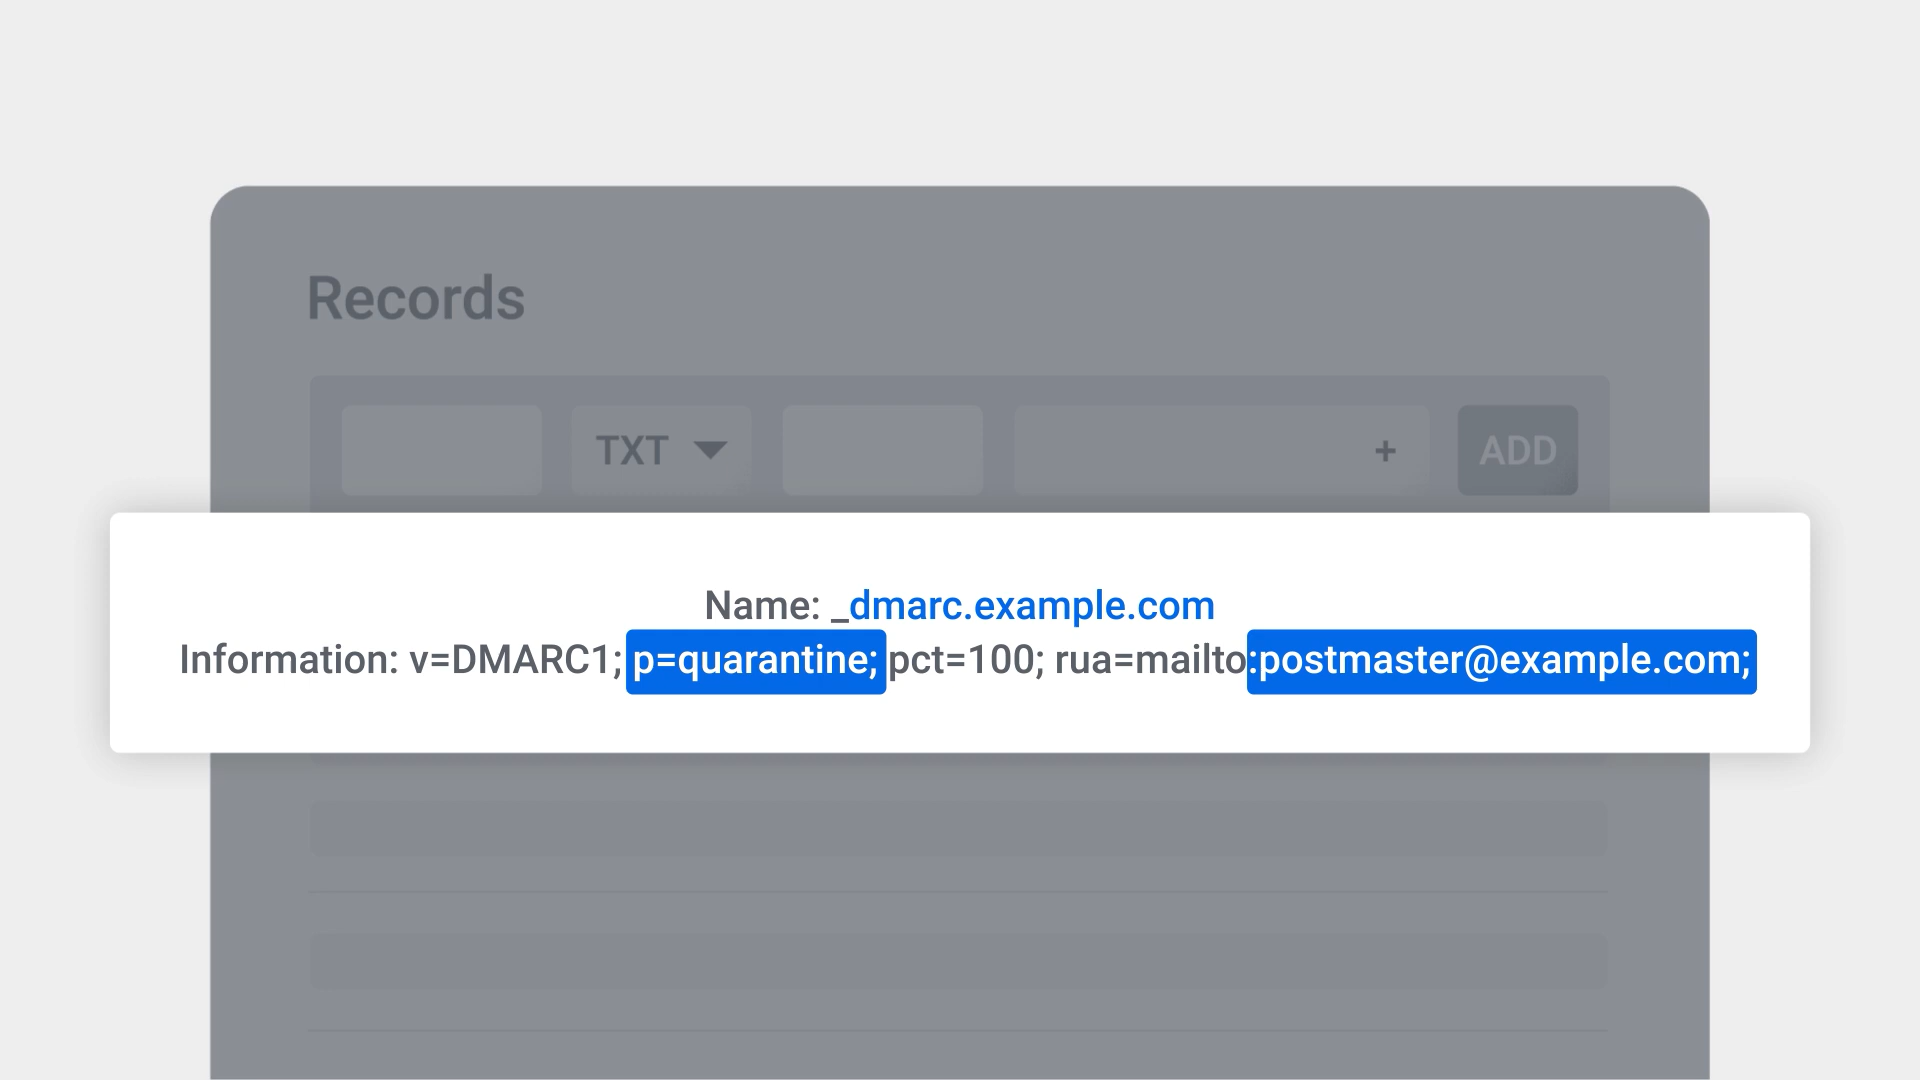 Records
TXT
+
ADD
Name: _dmarc.example.com
Information: v=DMARC1; p=quarantine; pct=100; rua=mailto:postmaster@example.com;